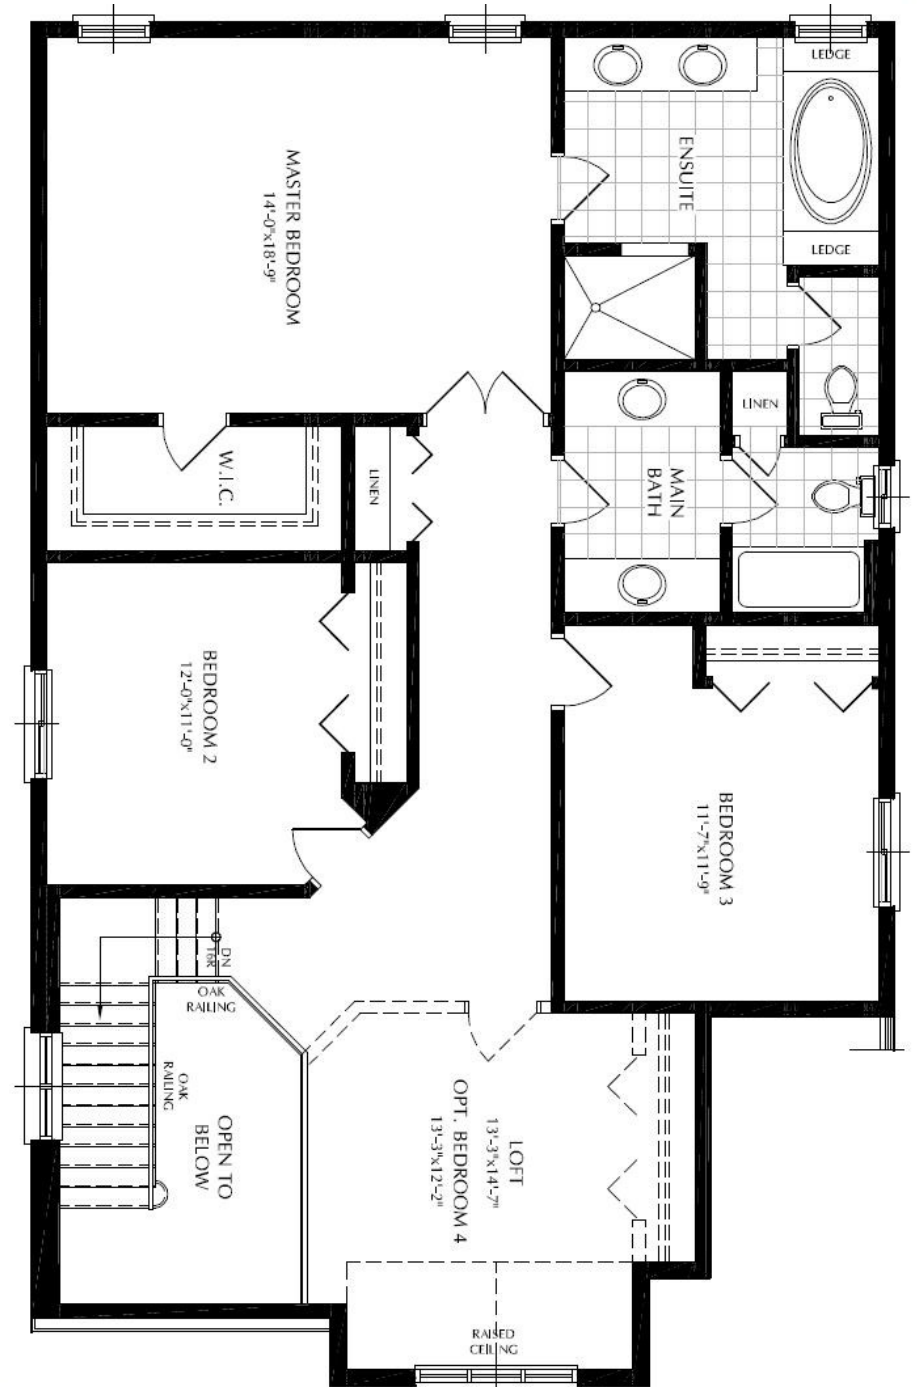 LEDGE
ENSUITE
LEDGE
MASTER BEDROOM
14'-0"x18'-9"
LINEN
W.I.C.
LINEN
MAIN
BATH
BEDROOM 2
12'-0"x11'-0"
BEDROOM 3
11'-7"x11'-9"
DN
16R
OAK
RAILING
OAK
RAILING
OPEN TO
BELOW
LOFT
13'-3"x14'-7"
OPT. BEDROOM 4
13'-3"x12'-2"
RAISED
CEILING